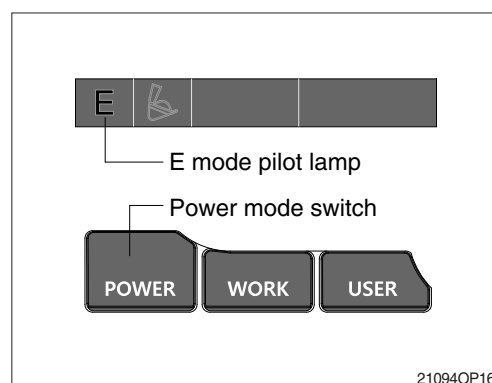 E
E mode pilot lamp
Power mode switch
POWER WORK USER
21094OP16